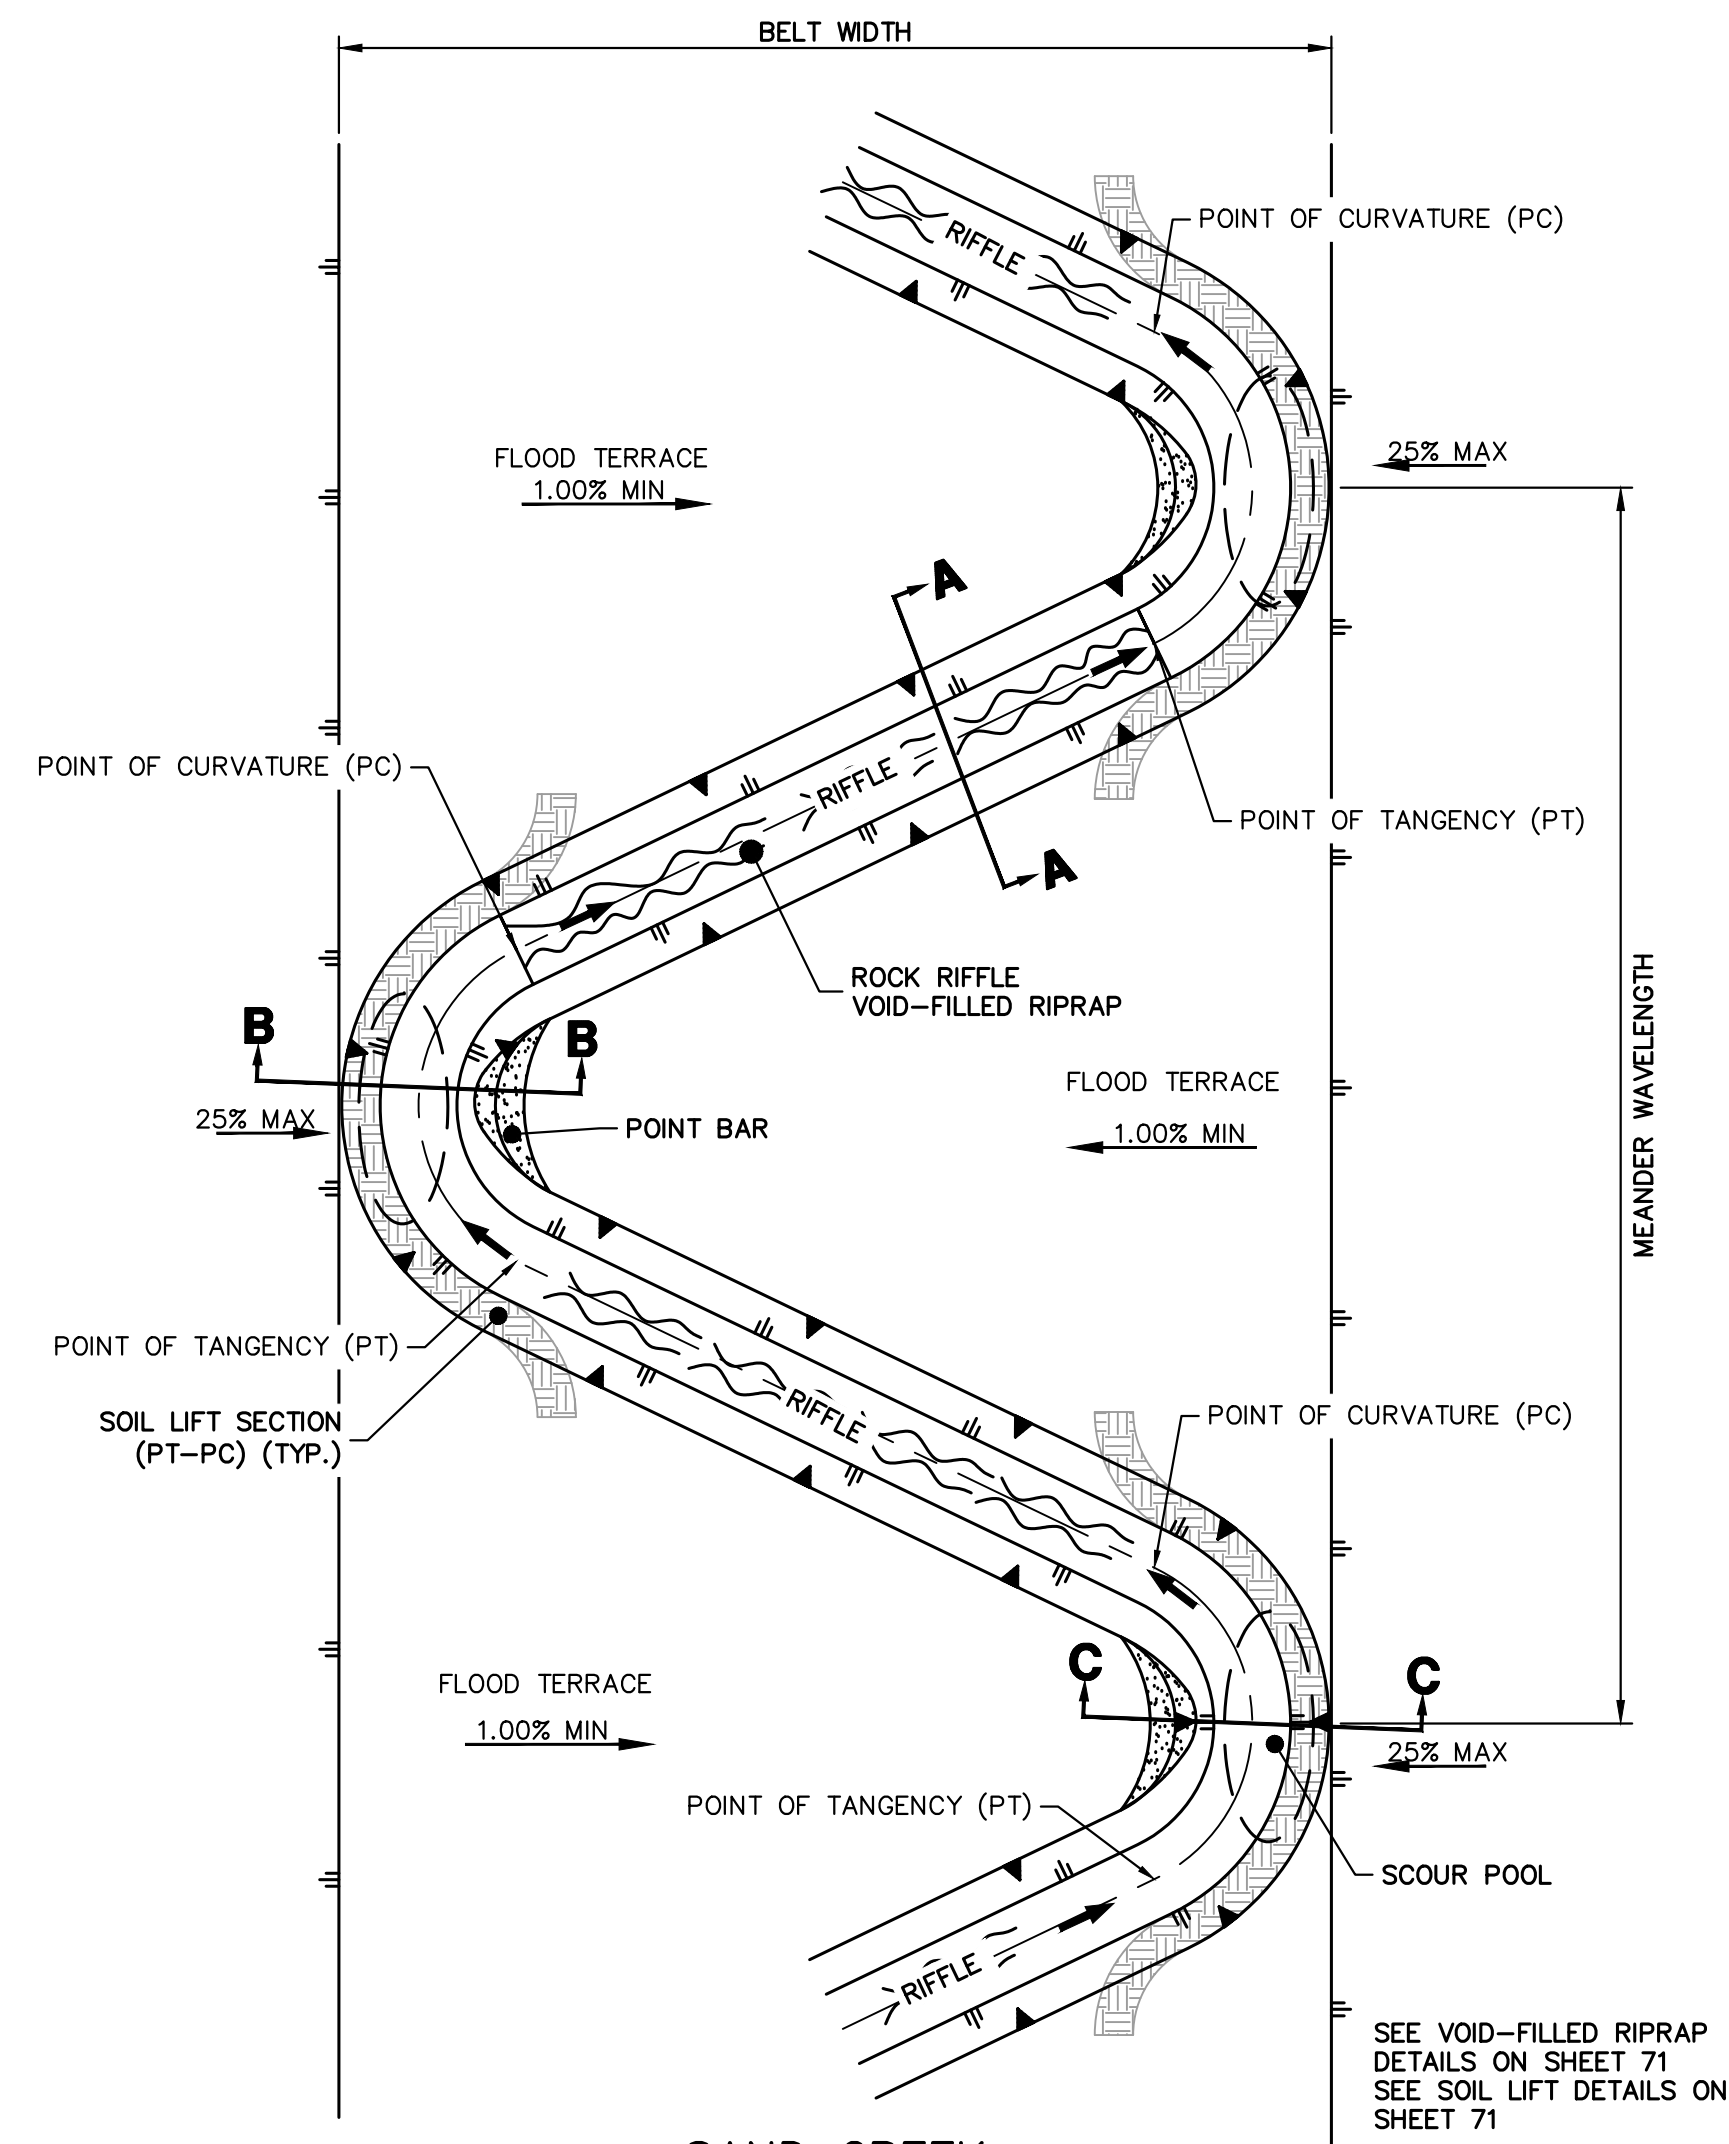 BELT WIDTH
POINT OF CURVATURE (PC)
RIFFLE
25% MAX
FLOOD TERRACE
1.00% MIN
A
POINT OF CURVATURE (PC)
RIFFLE
POINT OF TANGENCY (PT)
A
ROCK RIFFLE
VOID-FILLED RIPRAP
B
B
FLOOD TERRACE
1.00% MIN
25% MAX
POINT BAR
MEANDER WAVELENGTH
POINT OF TANGENCY (PT)
SOIL LIFT SECTION
(PT-PC) (TYP.)
RIFFLE
POINT OF CURVATURE (PC)
C
C
FLOOD TERRACE
1.00% MIN
25% MAX
POINT OF TANGENCY (PT)
SCOUR POOL
RIFFLE
SEE VOID-FILLED RIPRAP
DETAILS ON SHEET 71
SEE SOIL LIFT DETAILS ON
SHEET 71